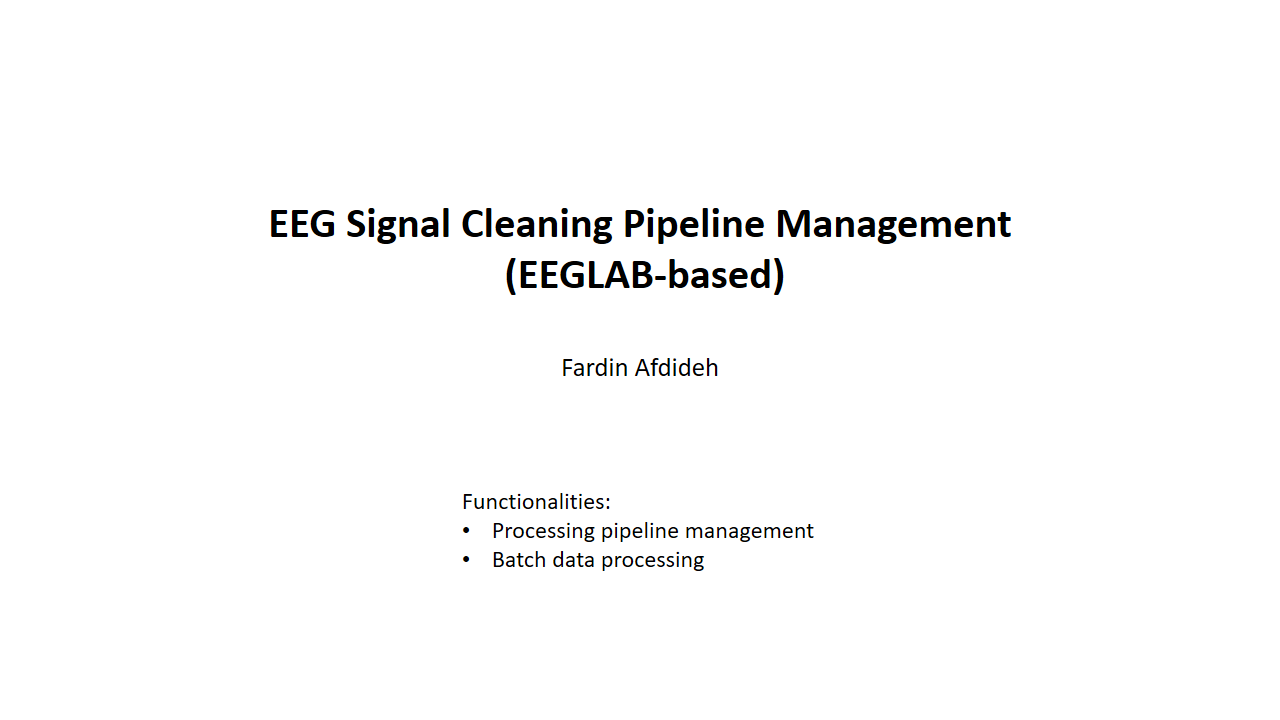 EEG Signal Cleaning Pipeline Management
(EEGLAB-based)
Fardin Afdideh
Functionalities:
• Processing pipeline management
• Batch data processing